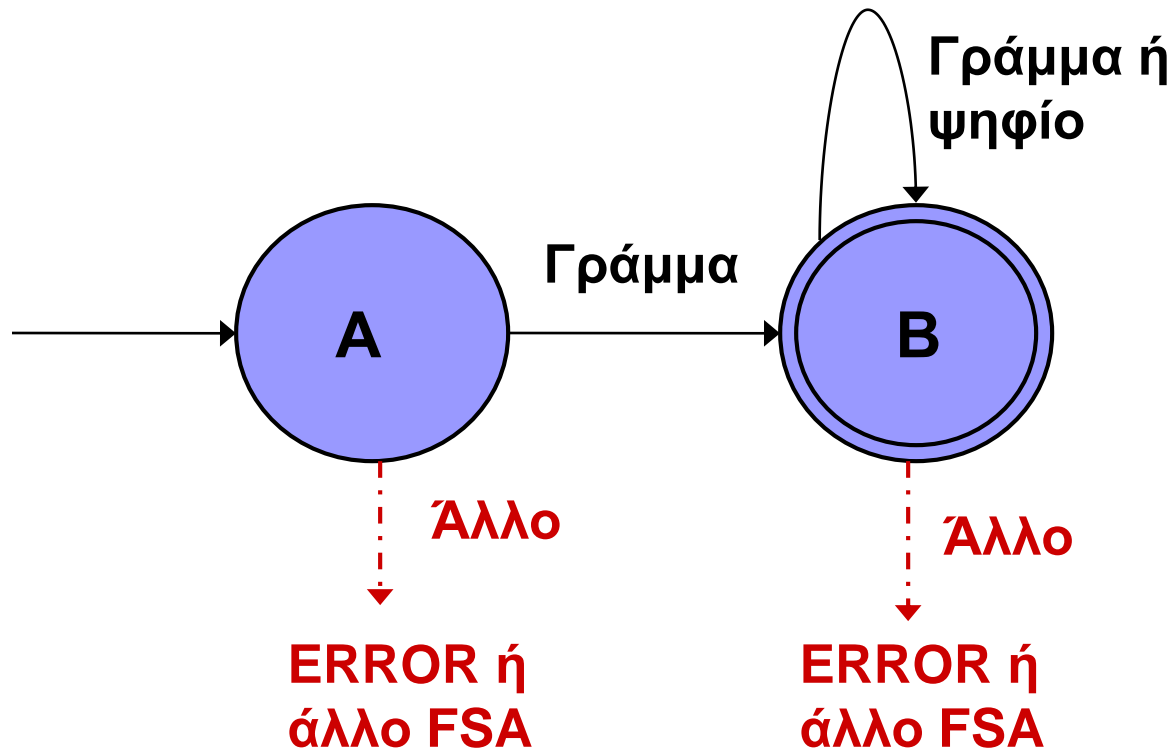 Γράμμα ή
ψηφίο
Γράμμα
A
B
Άλλο
Άλλο
ERROR ή
άλλο FSA
ERROR ή
άλλο FSA